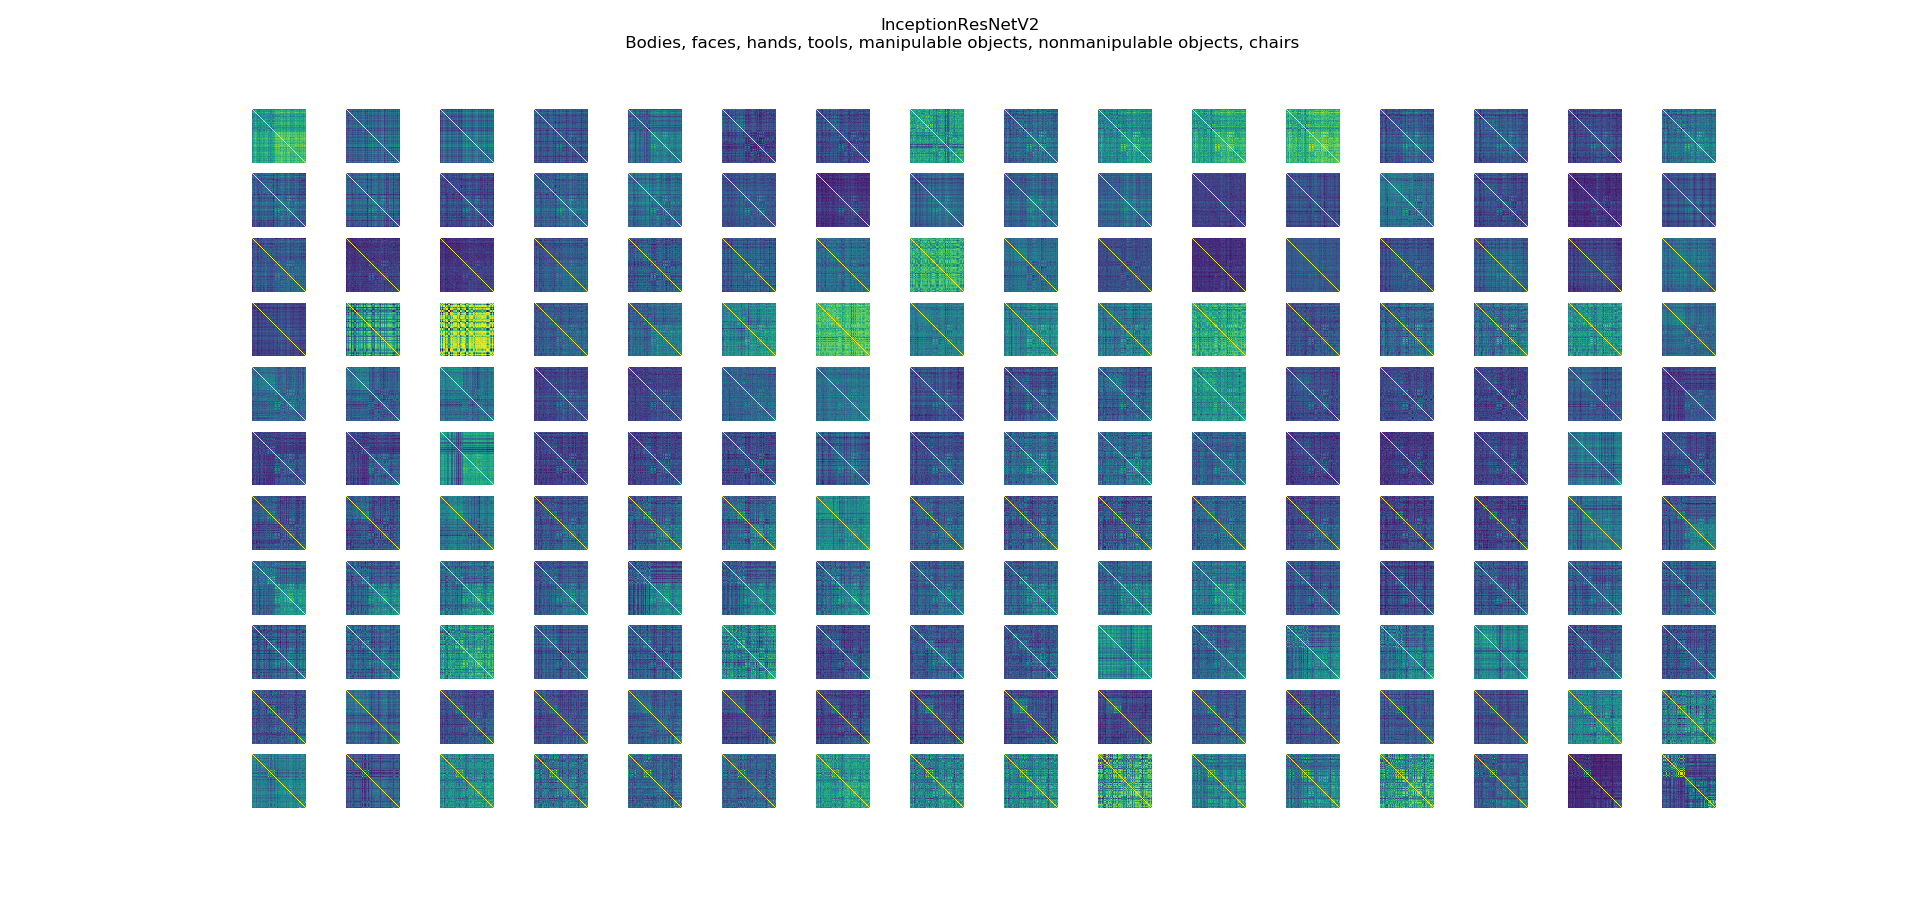 InceptionResNetV2
Bodies, faces, hands, tools, manipulable objects, nonmanipulable objects, chairs